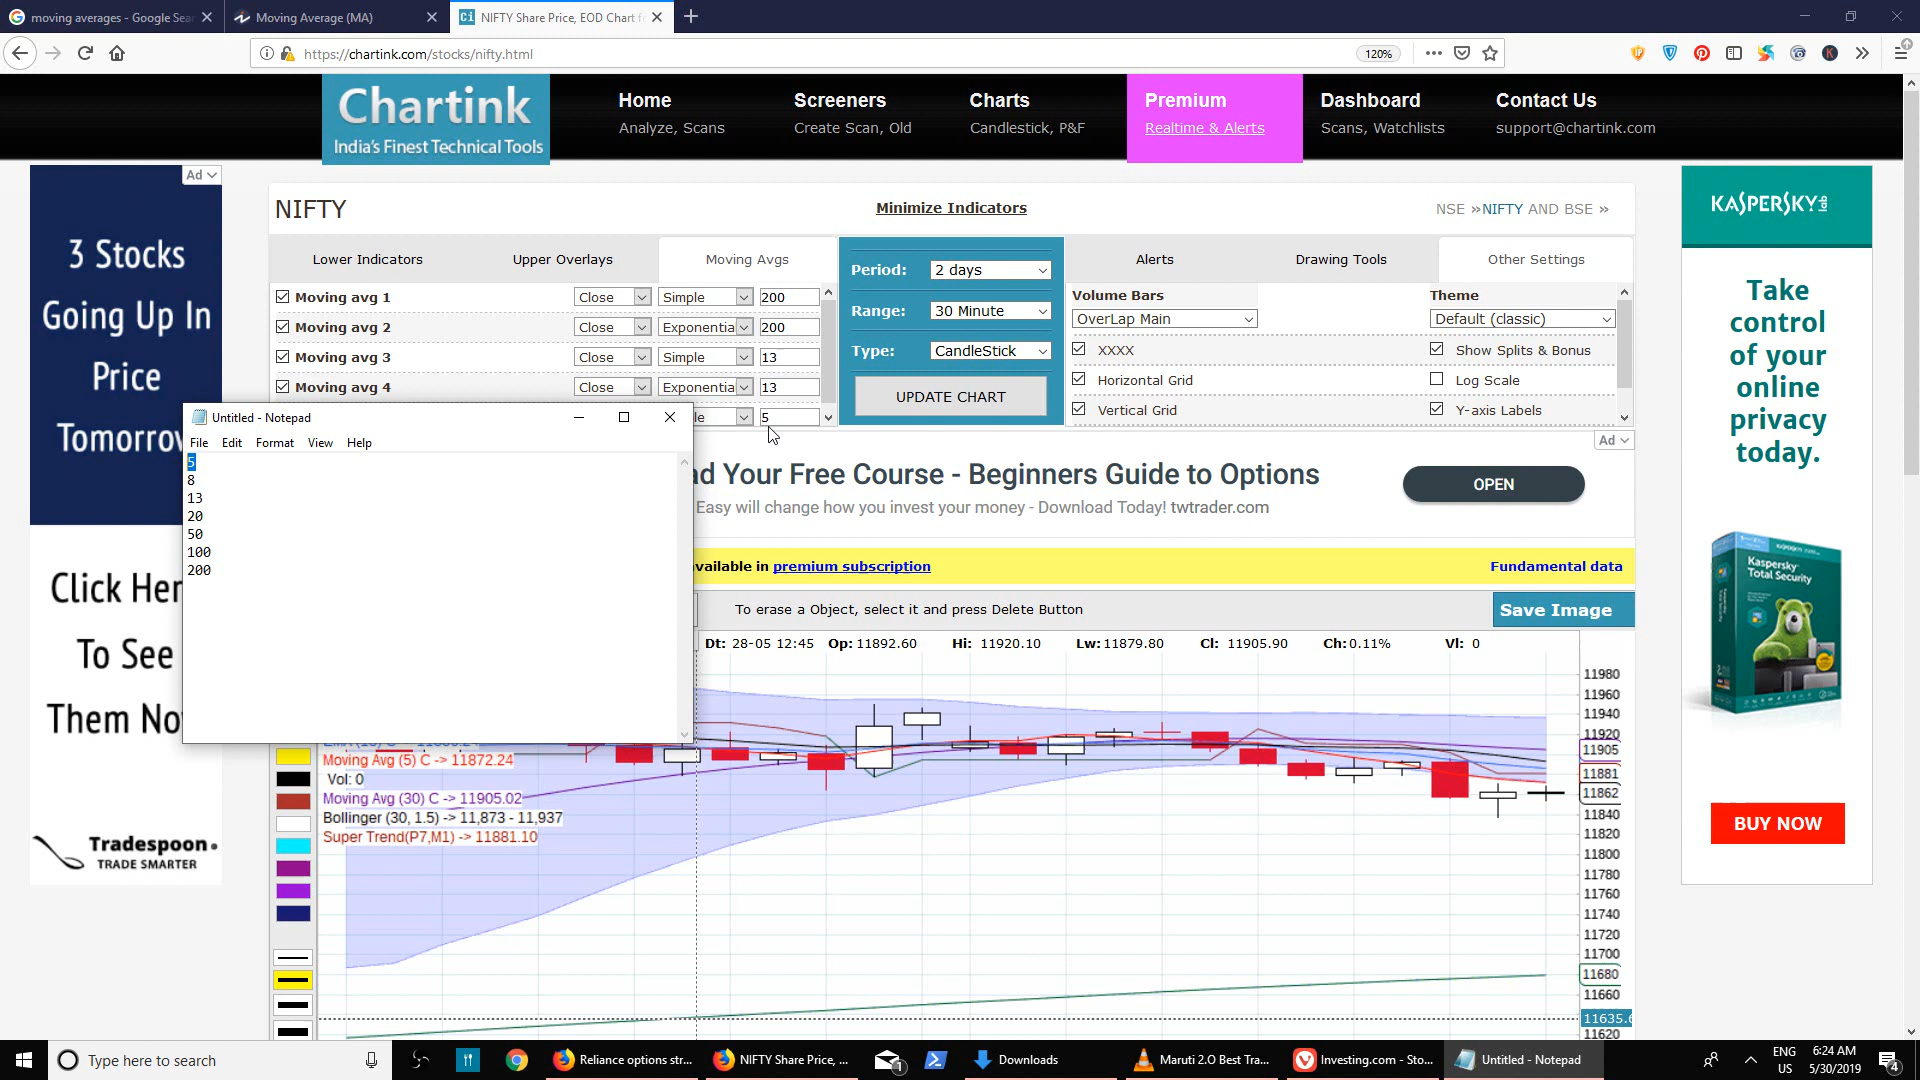 moving averages - Google Sear
Moving Average (MA)
NIFTY Share Price, EOD Chart f
https://chartink.com/stocks/nifty.html
120%
Chartink
India's Finest Technical Tools
Home
Analyze, Scans
Screeners
Create Scan, Old
Charts
Candlestick, P&F
Premium
Realtime & Alerts
Dashboard
Scans, Watchlists
Contact Us
support@chartink.com
Ad
3 Stocks
Going Up In
Price
Tomorrow
Click Her
To See
Them No
Tradespoon
TRADE SMARTER
NIFTY
Minimize Indicators
NSE »NIFTY AND BSE »
Lower Indicators
Upper Overlays
Moving Avgs
Moving avg 1 Close Simple 200
Moving avg 2 Close Exponentia 200
Moving avg 3 Close Simple 13
Moving avg 4 Close Exponentia 13
le 5
Period: 2 days
Range: 30 Minute
Type: CandleStick
UPDATE CHART
Alerts
Drawing Tools
Other Settings
Volume Bars
OverLap Main
Theme
Default (classic)
XXXX
Show Splits & Bonus
Horizontal Grid
Log Scale
Vertical Grid
Y-axis Labels
Untitled - Notepad
File Edit Format View Help
5
8
13
20
50
100
200
Ad
ad Your Free Course - Beginners Guide to Options
Easy will change how you invest your money - Download Today! twtrader.com
OPEN
vailable in premium subscription
Fundamental data
To erase a Object, select it and press Delete Button
Save Image
Dt: 28-05 12:45 Op: 11892.60 Hi: 11920.10 Lw: 11879.80 Cl: 11905.90 Ch: 0.11% Vl: 0
Moving Avg (5) C -> 11872.24
Vol: 0
Moving Avg (30) C -> 11905.02
Bollinger (30, 1.5) -> 11,873 - 11,937
Super Trend(P7,M1) -> 11881.10
11980
11960
11940
11920
11905
11881
11862
11840
11820
11800
11780
11760
11740
11720
11700
11680
11660
11635.6
11620
KASPERSKY lab
Take
control
of your
online
privacy
today.
Kaspersky
Total Security
BUY NOW
Type here to search
Reliance options str...
NIFTY Share Price, ...
1
Downloads
Maruti 2.O Best Tra...
Investing.com - Sto...
Untitled - Notepad
ENG
US
6:24 AM
5/30/2019
4